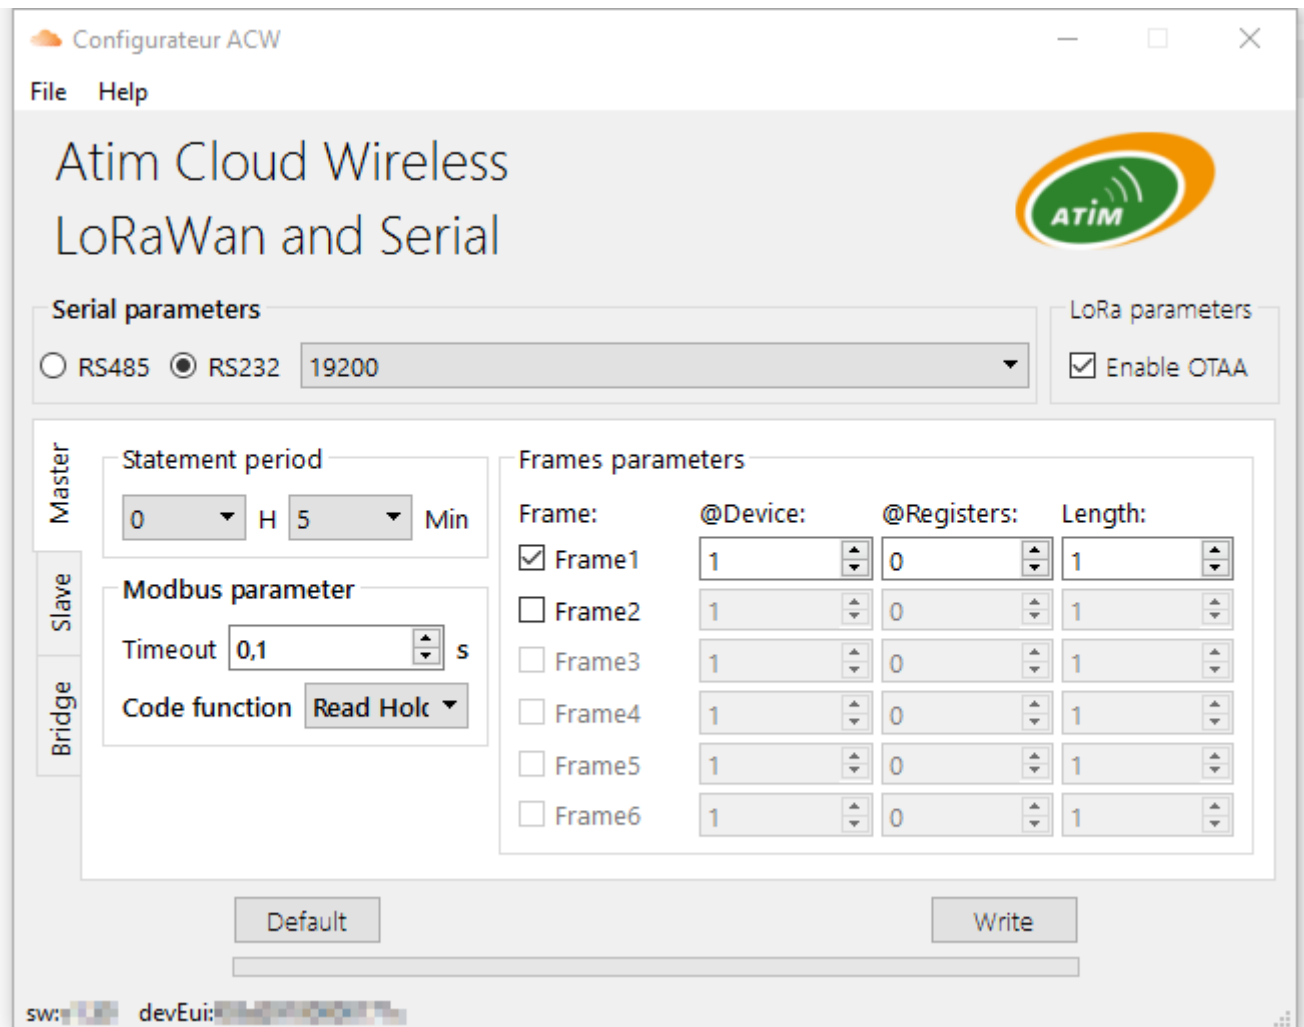 Configurateur ACW
File Help
Atim Cloud Wireless
LoRaWan and Serial
ATiM
Serial parameters
LoRa parameters
RS485 RS232 19200
Enable OTAA
Master
Slave
Bridge
Statement period
0 H 5 Min
Modbus parameter
Timeout 0,1 s
Code function Read Hol
Frames parameters
Frame: @Device: @Registers: Length:
Frame1 1 0 1
Frame2 1 0 1
Frame3 1 0 1
Frame4 1 0 1
Frame5 1 0 1
Frame6 1 0 1
Default Write
sw: devEui: